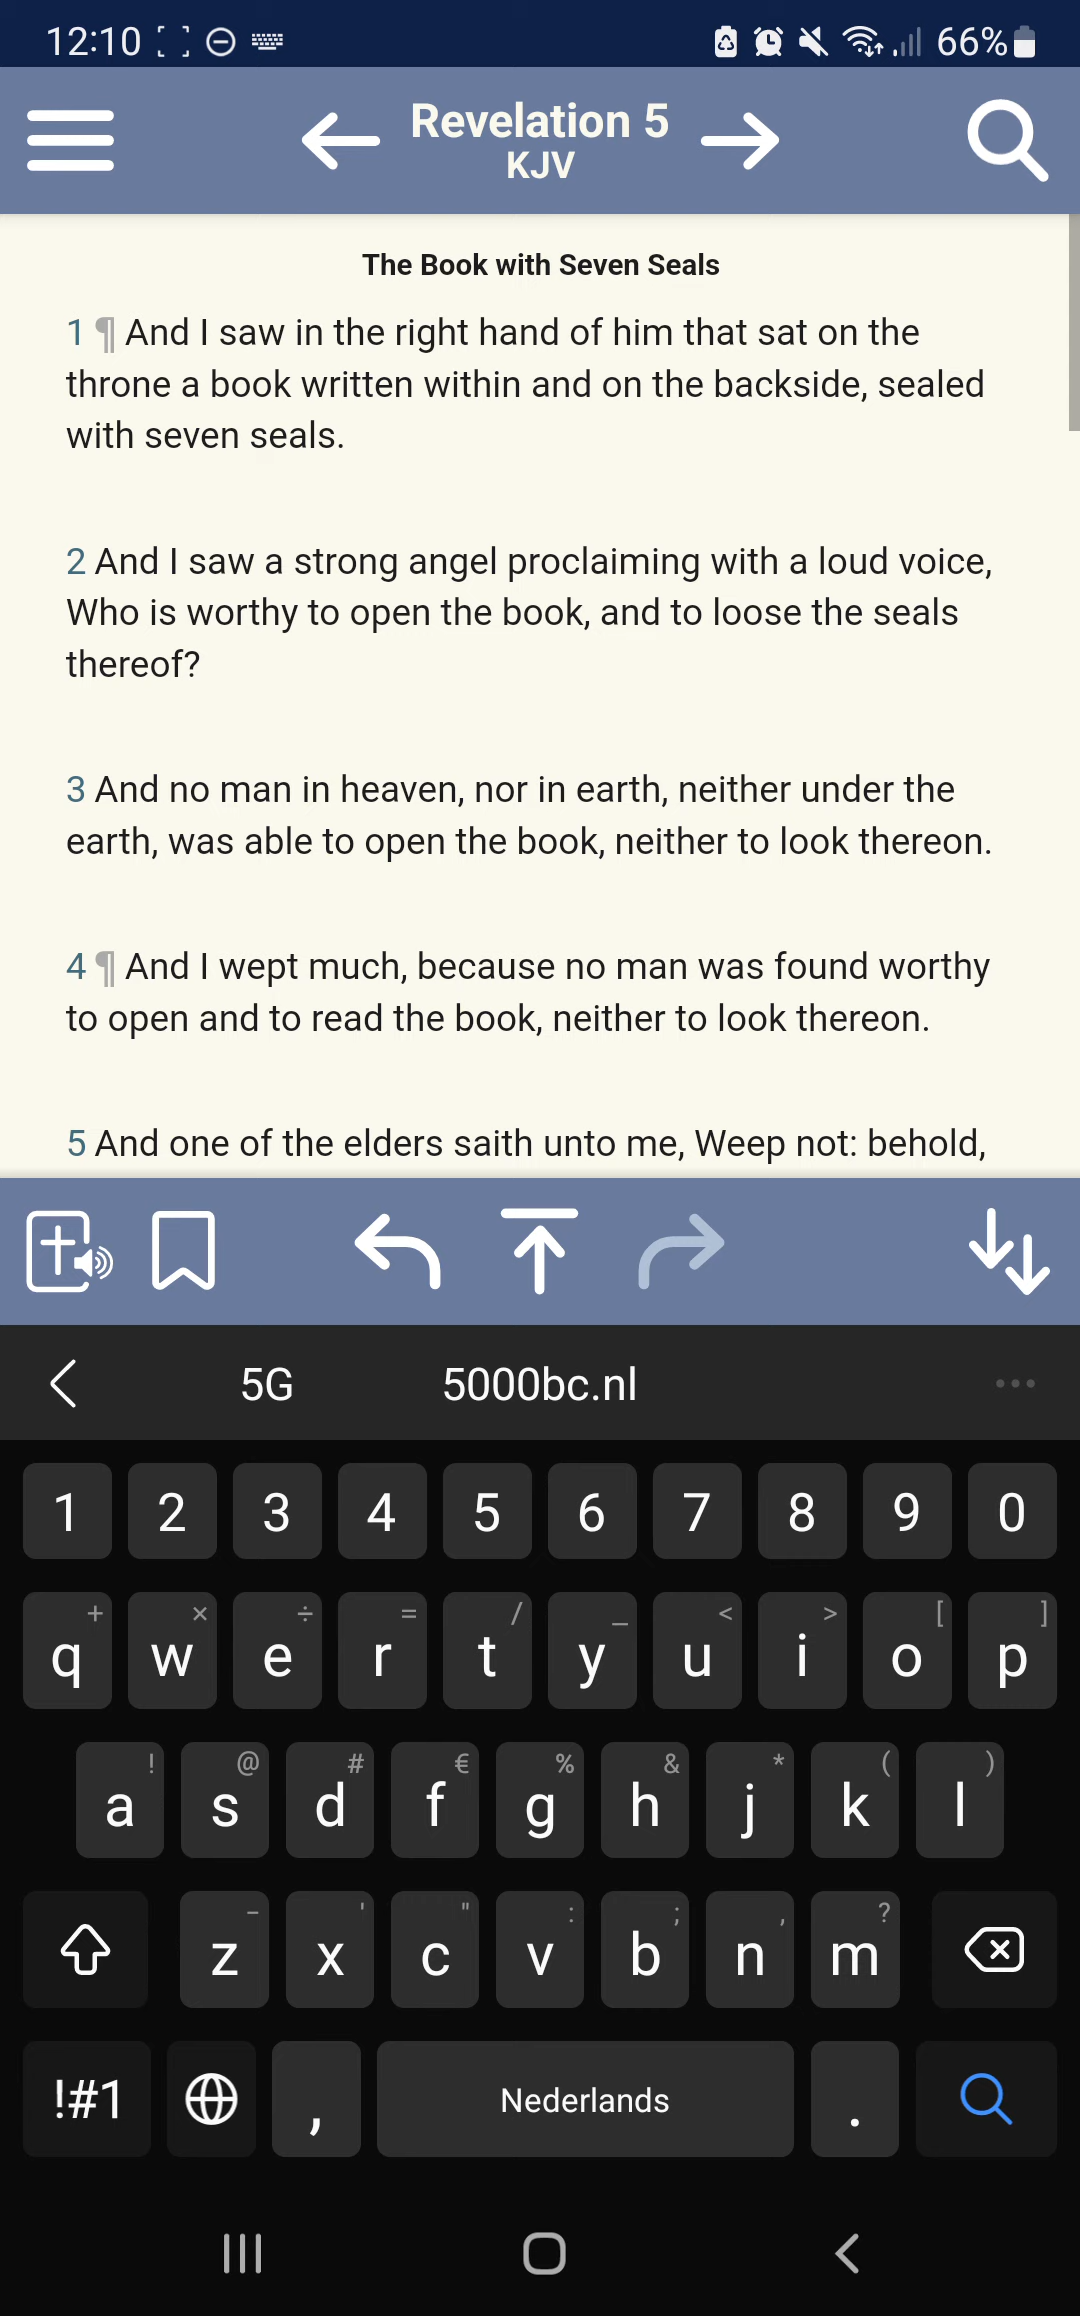 12:10 66%
Revelation 5
KJV
The Book with Seven Seals
1 ¶ And I saw in the right hand of him that sat on the
throne a book written within and on the backside, sealed
with seven seals.
2 And I saw a strong angel proclaiming with a loud voice,
Who is worthy to open the book, and to loose the seals
thereof?
3 And no man in heaven, nor in earth, neither under the
earth, was able to open the book, neither to look thereon.
4 ¶ And I wept much, because no man was found worthy
to open and to read the book, neither to look thereon.
5 And one of the elders saith unto me, Weep not: behold,
5G 5000bc.nl ...
1 2 3 4 5 6 7 8 9 0
+ × ÷ = / _ < > [ ]
q w e r t y u i o p
! @ # € % & * ( )
a s d f g h j k l
- ' " : ; , ?
z x c v b n m
!#1 , Nederlands .